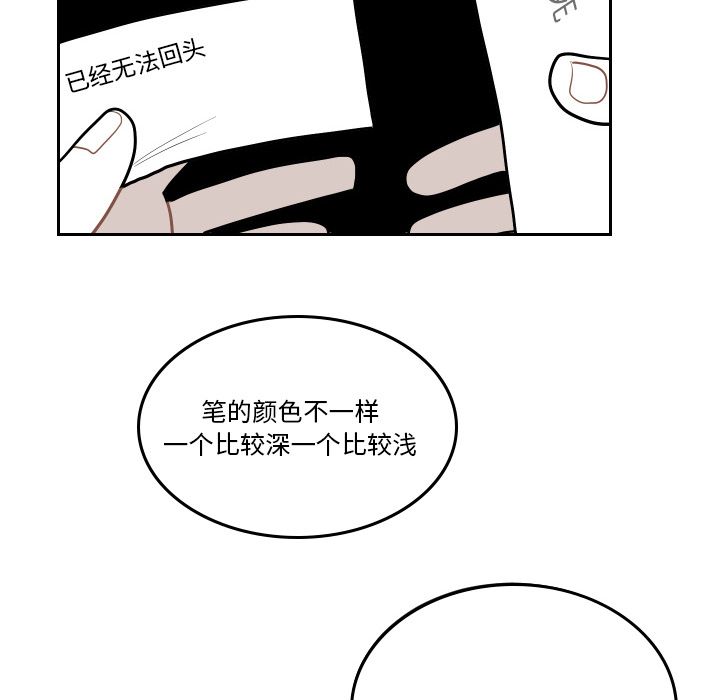 已经无法回头
笔的颜色不一样
一个比较深一个比较浅